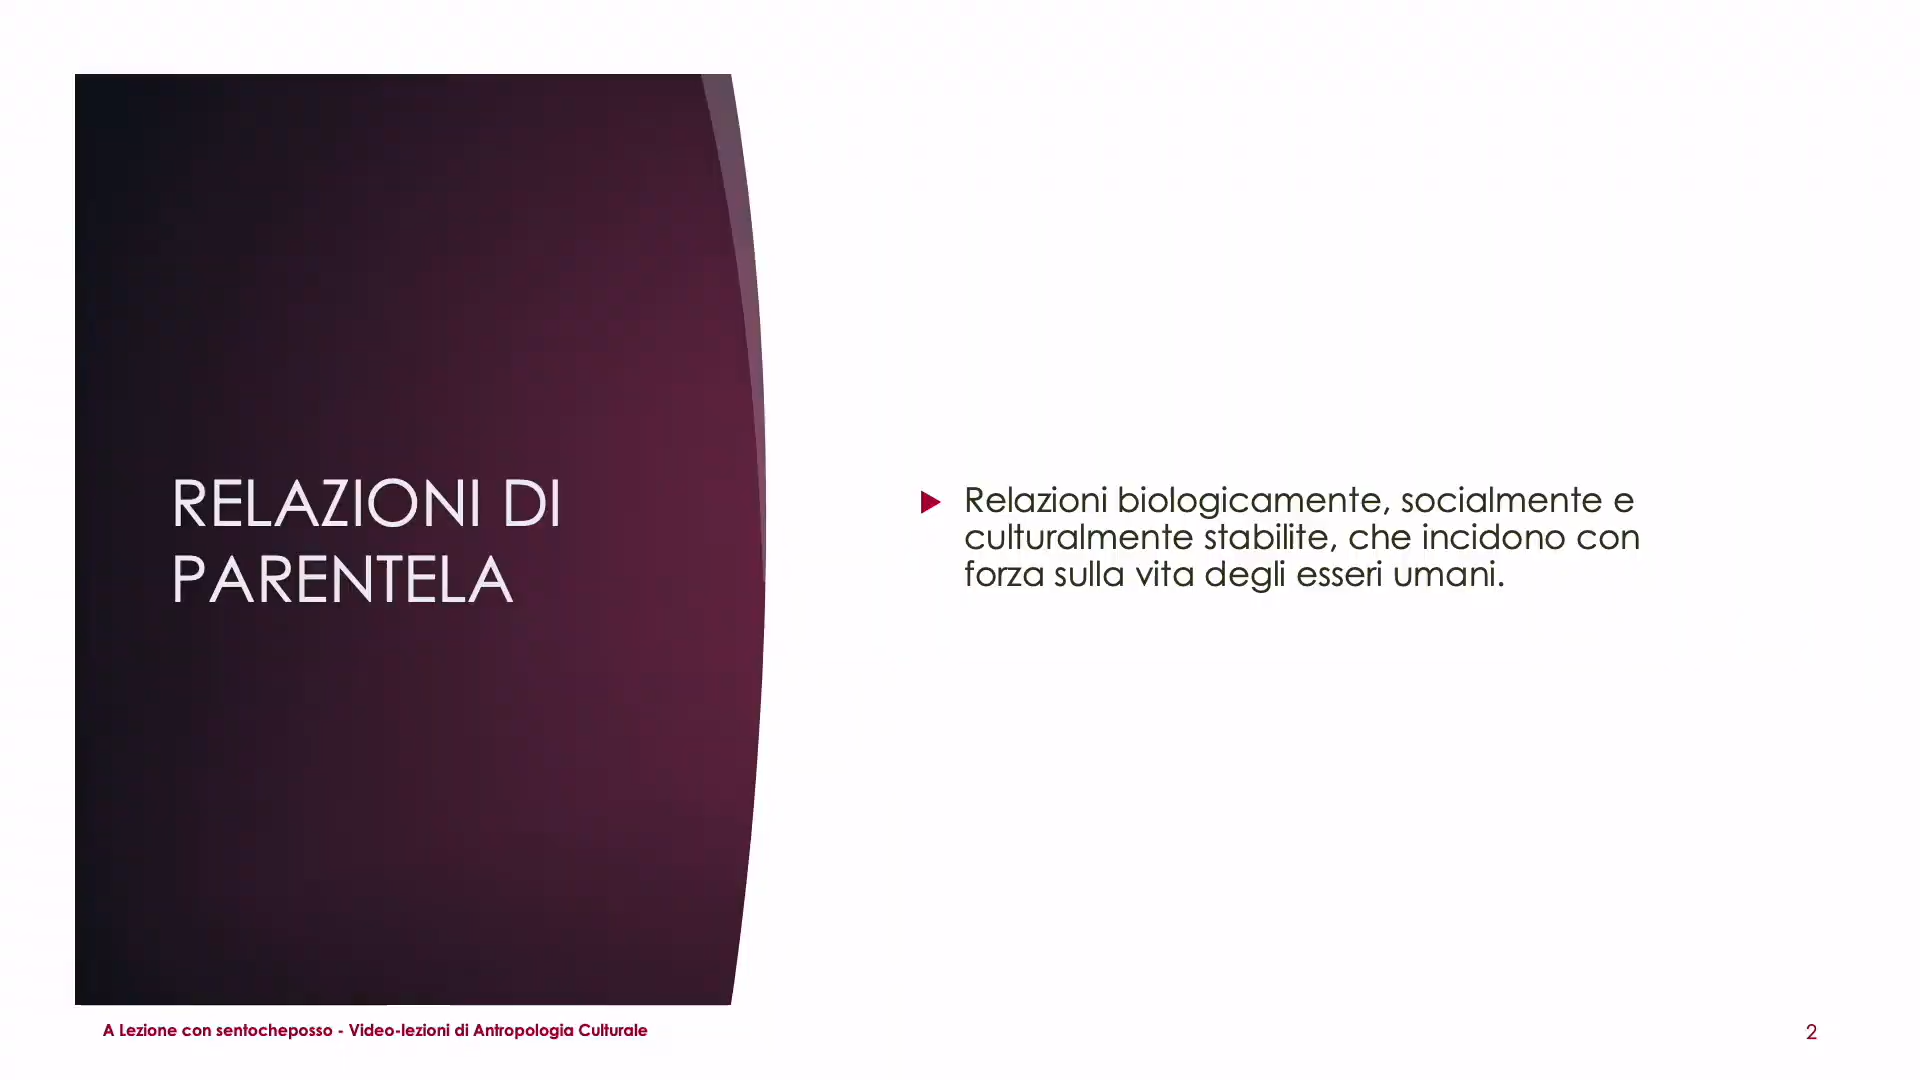 RELAZIONI DI
PARENTELA
Relazioni biologicamente, socialmente e
culturalmente stabilite, che incidono con
forza sulla vita degli esseri umani.
A Lezione con sentocheposso - Video-lezioni di Antropologia Culturale
2